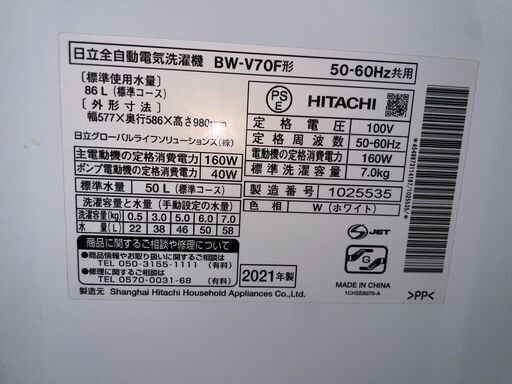 日立全自動電気洗濯機 BW-V70F形 50-60Hz共用
〔標準使用水量〕
86L(標準コース)
〔外形寸法〕
幅577×奥行586×高さ980mm
日立グローバルライフソリューションズ(株)
PS
E
HITACHI
定格電圧 100V
定格周波数 50-60Hz
電動機の定格消費電力 160W
標準洗濯容量 7.0kg
主電動機の定格消費電力 160W
ポンプ電動機の定格消費電力 40W
標準水量 50L(標準コース)
製造番号 1025535
色相 W(ホワイト)
洗濯容量と水量(手動設定の水量)
洗濯容量(kg) 0.5 3.0 5.0 6.0 7.0
水量(L) 22 38 46 50 58
商品に関するご相談や修理について
●商品情報やお取り扱いに関するご相談は
TEL 050-3155-1111 (有料)
●修理に関するご相談は
TEL 0570-0031-68 (有料)
2021年製
S JET
G
MADE IN CHINA
1CHSE8070-A
>PP<
製造元 Shanghai Hitachi Household Appliances Co.,Ltd.